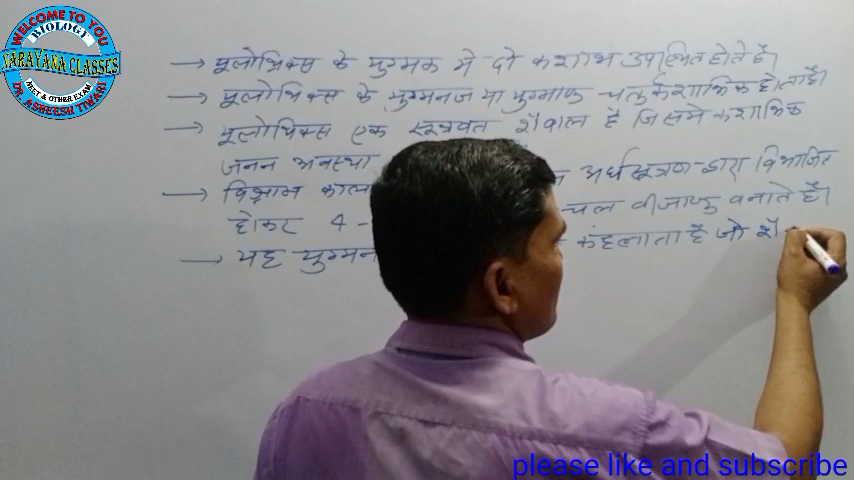 WELCOME TO YOU
BIOLOGY
NARAYANA CLASSES
NEET & OTHER EXAM
DR. ASHEESH TIWARI
→ यूलोथ्रिक्स के युग्मक मे दो कशाभ उपस्थित होते हैं।
→ यूलोथ्रिक्स के युग्मनज या युग्माणु चतुर्कशाभिक होता है।
→ यूलोथ्रिक्स एक सूत्रवत शैवाल है जिसमे कशाभिक
जनन अवस्था
→ विश्राम काल अर्धसूत्रण द्वारा विभाजित
होकर 4- चल बीजाणु बनाते हैं।
→ यह युग्मन कहलाता है जो शै
please like and subscribe